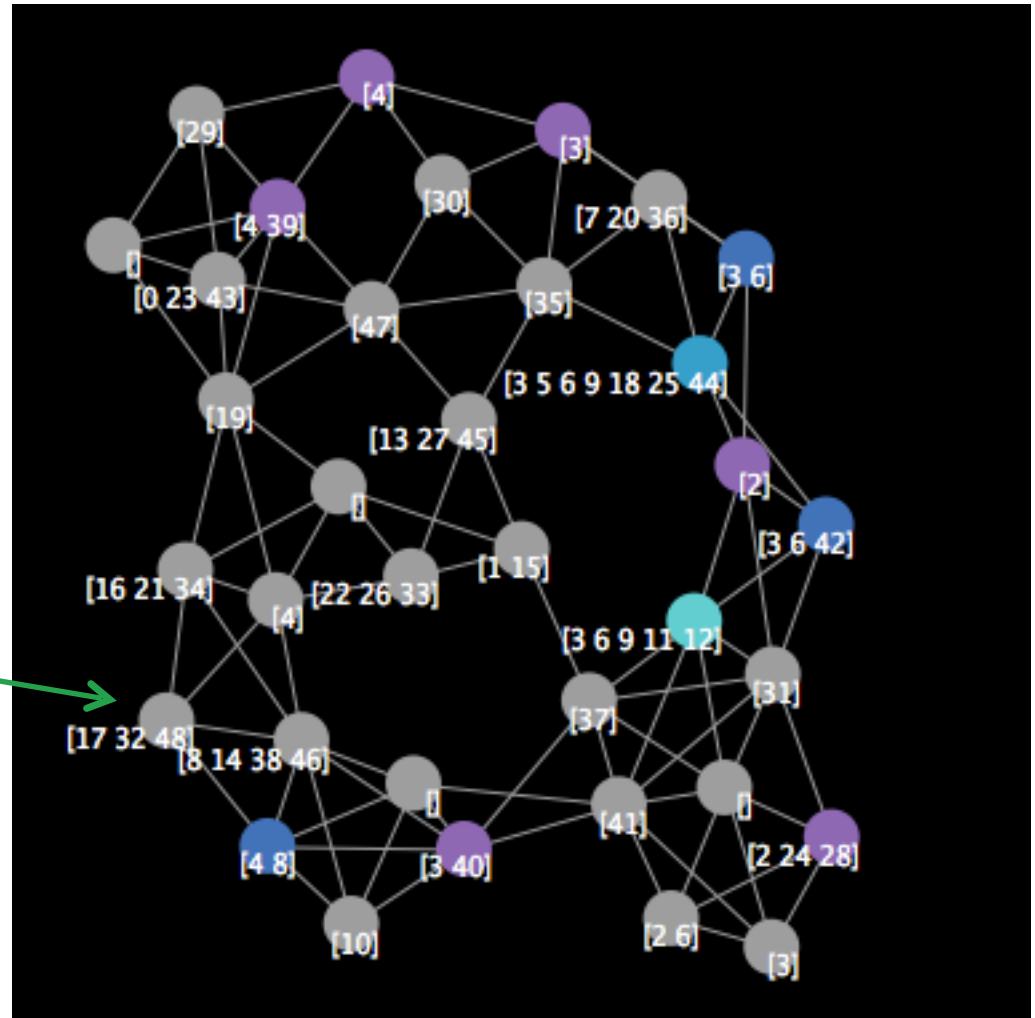 [4]
[29]
[3]
[30]
[7 20 36]
[4 39]
[]
[3 6]
[0 23 43]
[35]
[47]
[3 5 6 9 18 25 44]
[19]
[13 27 45]
[2]
[]
[3 6 42]
[1 15]
[16 21 34]
[22 26 33]
[4]
[3 6 9 11 12]
[31]
[37]
[17 32 48]
[8 14 38 46]
[]
[]
[41]
[2 24 28]
[4 8]
[3 40]
[2 6]
[10]
[3]